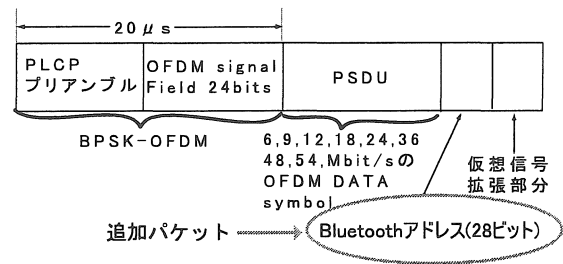 20μs
PLCP
プリアンブル
OFDM signal
Field 24bits
PSDU
BPSK-OFDM
6,9,12,18,24,36
48,54,Mbit/sの
OFDM DATA
symbol
仮想信号
拡張部分
追加パケット
Bluetoothアドレス(28ビット)